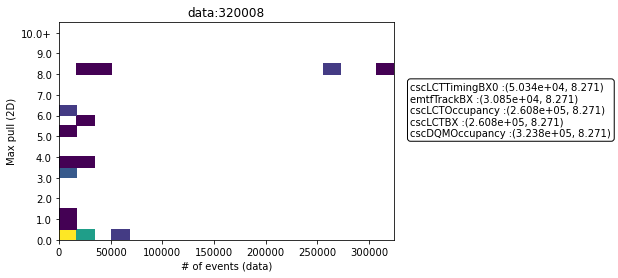 data:320008
10.0+
9.0
8.0
7.0
6.0
5.0
4.0
3.0
2.0
1.0
0.0
Max pull (2D)
0 50000 100000 150000 200000 250000 300000
# of events (data)
cscLCTTimingBX0 :(5.034e+04, 8.271)
emtfTrackBX :(3.085e+04, 8.271)
cscLCTOccupancy :(2.608e+05, 8.271)
cscLCTBX :(2.608e+05, 8.271)
cscDQMOccupancy :(3.238e+05, 8.271)